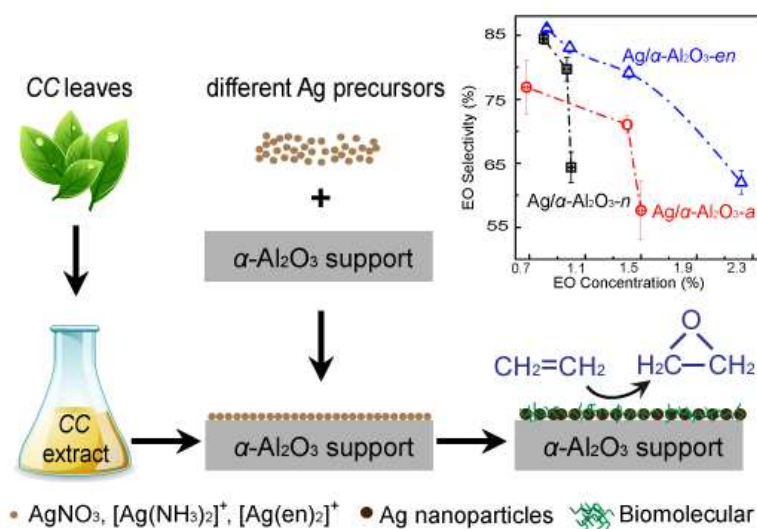 CC leaves
different Ag precursors
+
α-Al2O3 support
85
75
65
55
EO Selectivity (%)
Ag/α-Al2O3-en
Ag/α-Al2O3-n
Ag/α-Al2O3-a
0.7 1.1 1.5 1.9 2.3
EO Concentration (%)
CC
extract
α-Al2O3 support
CH2=CH2
O
H2C—CH2
α-Al2O3 support
AgNO3, [Ag(NH3)2]+, [Ag(en)2]+
Ag nanoparticles
Biomolecular